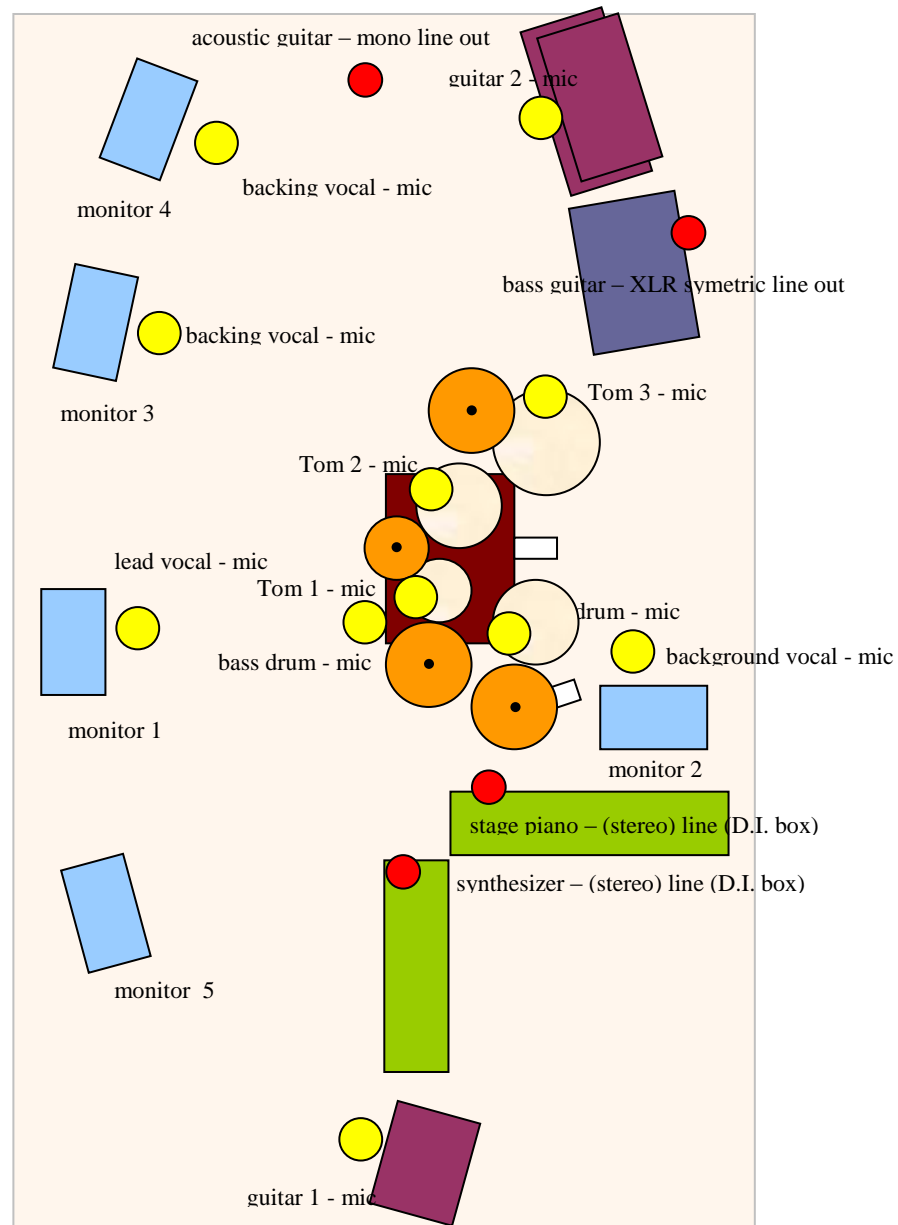 acoustic guitar – mono line out
guitar 2 - mic
backing vocal - mic
monitor 4
bass guitar – XLR symetric line out
backing vocal - mic
monitor 3
Tom 3 - mic
Tom 2 - mic
lead vocal - mic
Tom 1 - mic
drum - mic
bass drum - mic
background vocal - mic
monitor 1
monitor 2
stage piano – (stereo) line (D.I. box)
synthesizer – (stereo) line (D.I. box)
monitor 5
guitar 1 - mic